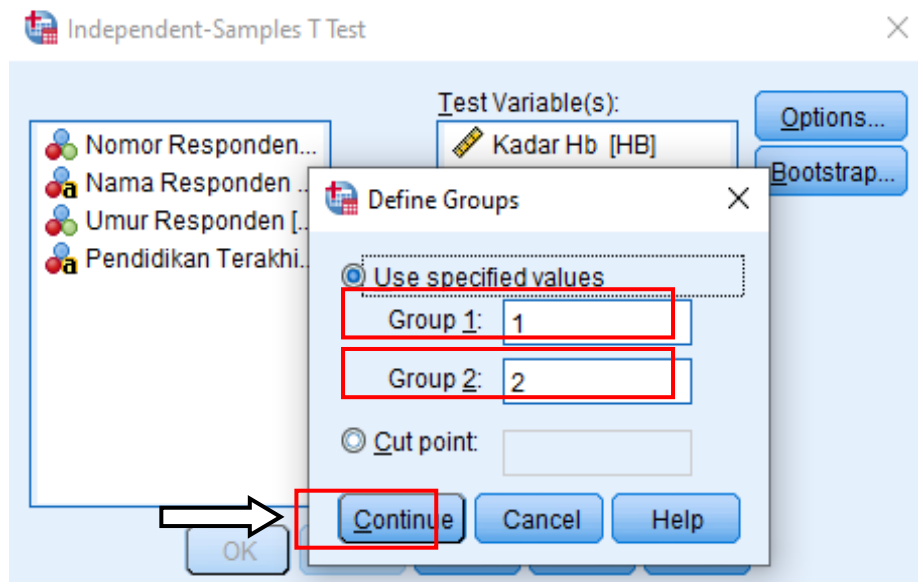 Independent-Samples T Test
Test Variable(s):
Options...
Nomor Responden...
Kadar Hb [HB]
Bootstrap...
Nama Responden ..
Umur Responden [..
Pendidikan Terakhi..
Define Groups
Use specified values
Group 1: 1
Group 2: 2
Cut point:
Continue Cancel Help
OK